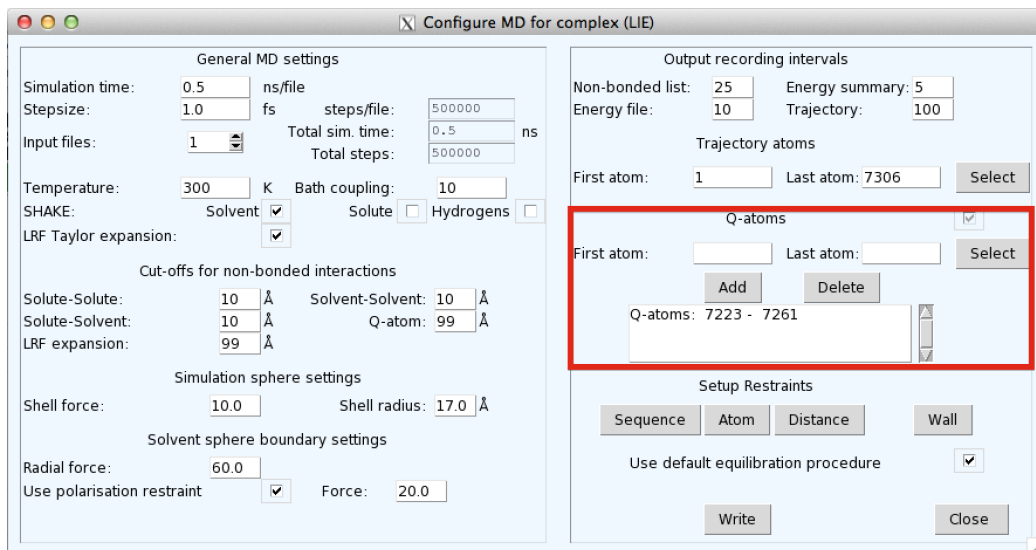 Configure MD for complex (LIE)
General MD settings
Simulation time: 0.5 ns/file
Stepsize: 1.0 fs steps/file: 500000
Total sim. time: 0.5 ns
Input files: 1
Total steps: 500000
Temperature: 300 K Bath coupling: 10
SHAKE: Solvent Solute Hydrogens
LRF Taylor expansion:
Cut-offs for non-bonded interactions
Solute-Solute: 10 Å Solvent-Solvent: 10 Å
Solute-Solvent: 10 Å Q-atom: 99 Å
LRF expansion: 99 Å
Simulation sphere settings
Shell force: 10.0 Shell radius: 17.0 Å
Solvent sphere boundary settings
Radial force: 60.0
Use polarisation restraint Force: 20.0
Output recording intervals
Non-bonded list: 25 Energy summary: 5
Energy file: 10 Trajectory: 100
Trajectory atoms
First atom: 1 Last atom: 7306 Select
Q-atoms
First atom: Last atom: Select
Add Delete
Q-atoms: 7223 - 7261
Setup Restraints
Sequence Atom Distance Wall
Use default equilibration procedure
Write Close